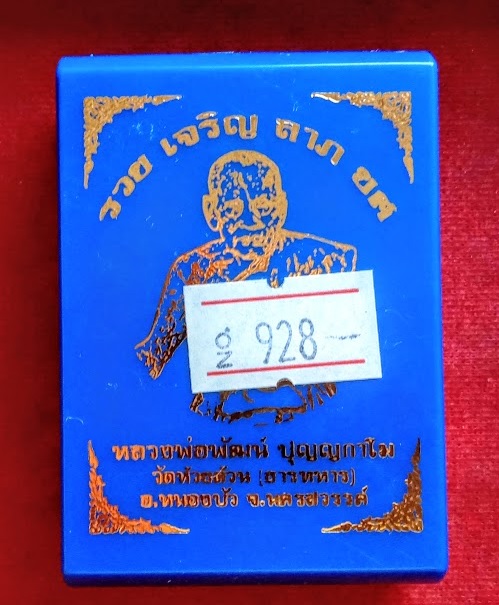 รวย เจริญ ลาภ ยศ
NO. 928-
หลวงพ่อพัฒน์ ปุญญกาโม
วัดห้วยด้วน (ธารทหาร)
อ.หนองบัว จ.นครสวรรค์